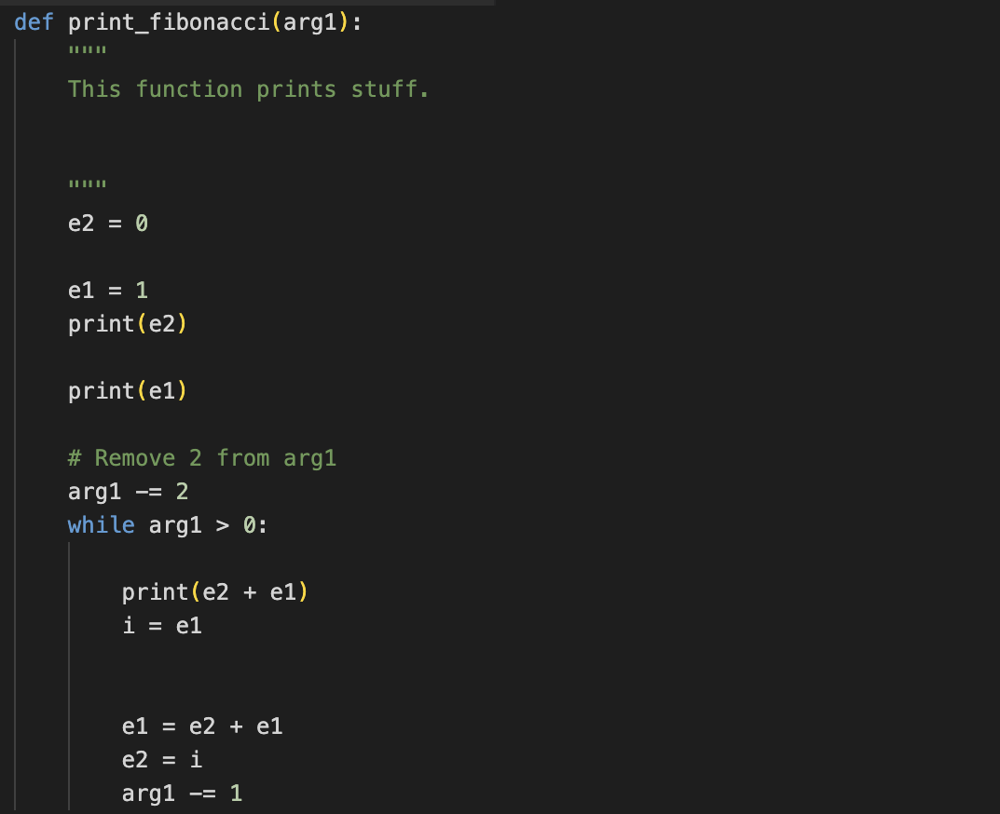 def print_fibonacci(arg1):
    """
    This function prints stuff.


    """
    e2 = 0

    e1 = 1
    print(e2)

    print(e1)

    # Remove 2 from arg1
    arg1 -= 2
    while arg1 > 0:

        print(e2 + e1)
        i = e1


        e1 = e2 + e1
        e2 = i
        arg1 -= 1